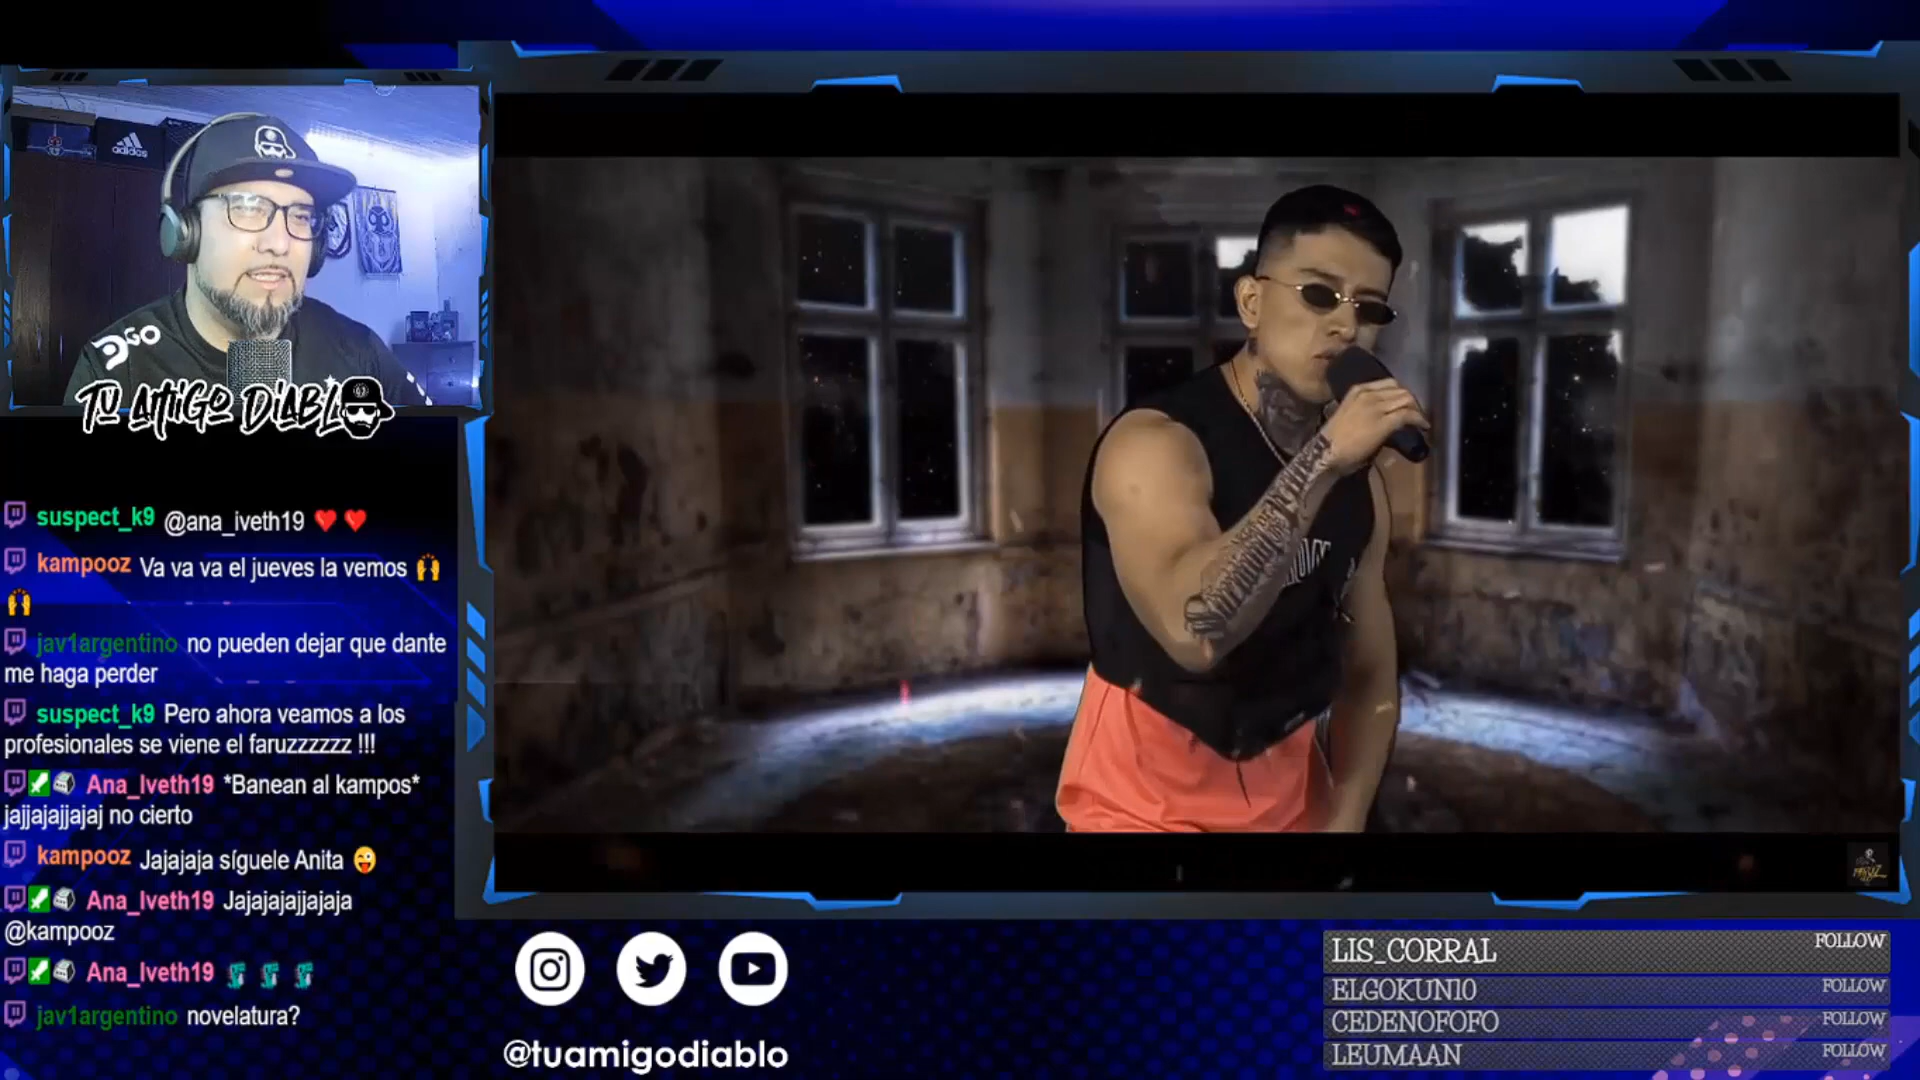 adidas
DGO
TU AMIGO DIABLO
suspect_k9 @ana_iveth19 ❤️ ❤️
kampooz Va va va el jueves la vemos 🙌
🙌
jav1argentino no pueden dejar que dante
me haga perder
suspect_k9 Pero ahora veamos a los
profesionales se viene el faruzzzzzz !!!
Ana_Iveth19 *Banean al kampos*
jajjajajjajaj no cierto
kampooz Jajajaja síguele Anita 😜
Ana_Iveth19 Jajajajajjajaja
@kampooz
Ana_Iveth19
jav1argentino novelatura?
@tuamigodiablo
LIS_CORRAL FOLLOW
ELGOKUN10 FOLLOW
CEDENOFOFO FOLLOW
LEUMAAN FOLLOW